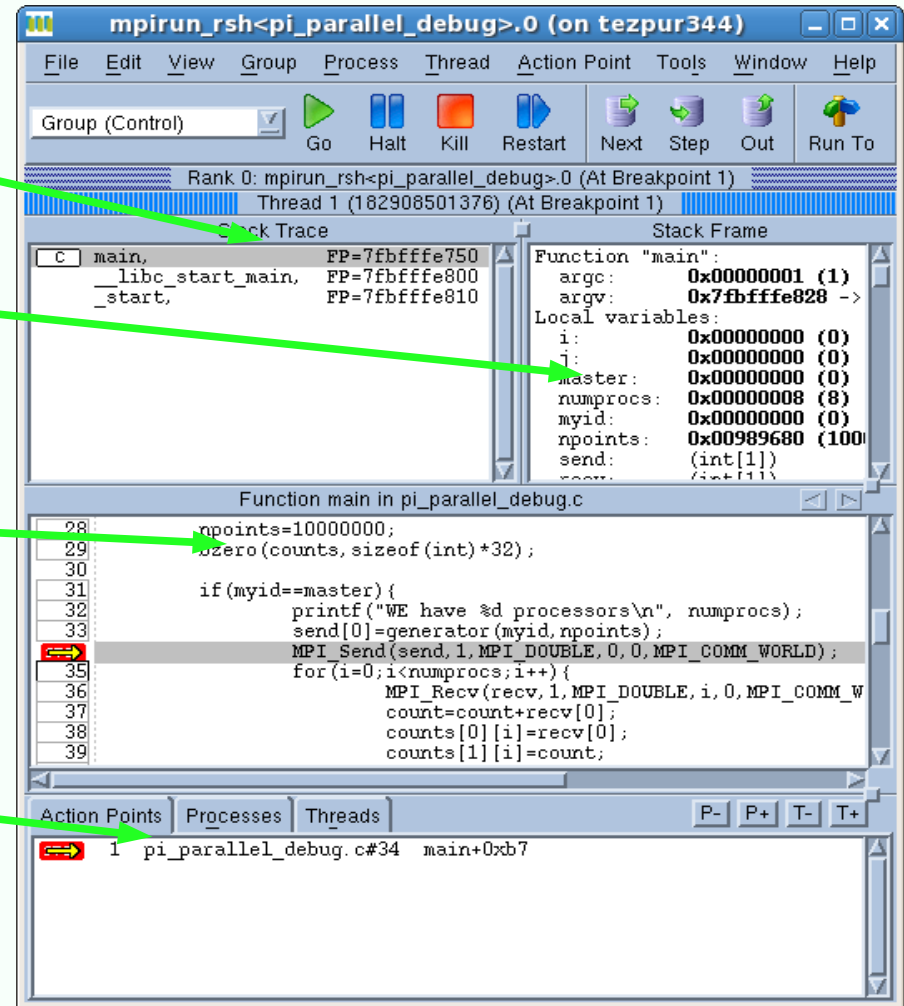 mpirun_rsh<pi_parallel_debug>.0 (on tezpur344)
File Edit View Group Process Thread Action Point Tools Window Help
Group (Control)
Go Halt Kill Restart Next Step Out Run To
Rank 0: mpirun_rsh<pi_parallel_debug>.0 (At Breakpoint 1)
Thread 1 (182908501376) (At Breakpoint 1)
Stack Trace
C main, FP=7fbfffe750
__libc_start_main, FP=7fbfffe800
_start, FP=7fbfffe810
Stack Frame
Function "main":
argc: 0x00000001 (1)
argv: 0x7fbfffe828 ->
Local variables:
i: 0x00000000 (0)
j: 0x00000000 (0)
master: 0x00000000 (0)
numprocs: 0x00000008 (8)
myid: 0x00000000 (0)
npoints: 0x00989680 (100
send: (int[1])
recv: (int[1])
Function main in pi_parallel_debug.c
28 npoints=10000000;
29 bzero(counts,sizeof(int)*32);
30
31 if(myid==master){
32 printf("WE have %d processors\n", numprocs);
33 send[0]=generator(myid,npoints);
MPI_Send(send,1,MPI_DOUBLE,0,0,MPI_COMM_WORLD);
35 for(i=0;i<numprocs;i++){
36 MPI_Recv(recv,1,MPI_DOUBLE,i,0,MPI_COMM_W
37 count=count+recv[0];
38 counts[0][i]=recv[0];
39 counts[1][i]=count;
Action Points Processes Threads P- P+ T- T+
1 pi_parallel_debug.c#34 main+0xb7